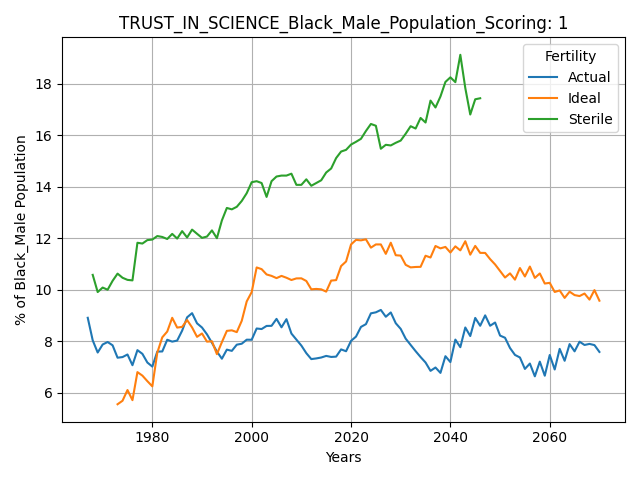 TRUST_IN_SCIENCE_Black_Male_Population_Scoring: 1
Fertility
Actual
Ideal
Sterile
% of Black_Male Population
18
16
14
12
10
8
6
1980 2000 2020 2040 2060
Years